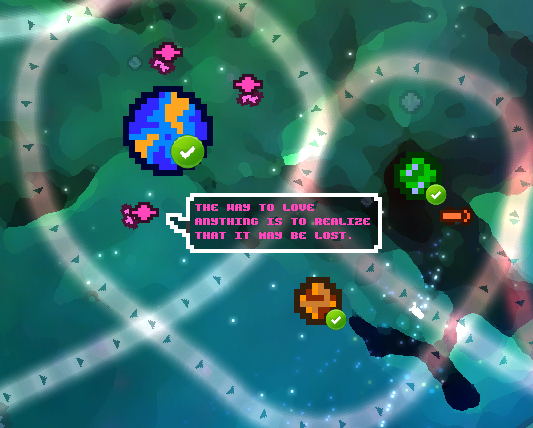 THE WAY TO LOVE
ANYTHING IS TO REALIZE
THAT IT MAY BE LOST.